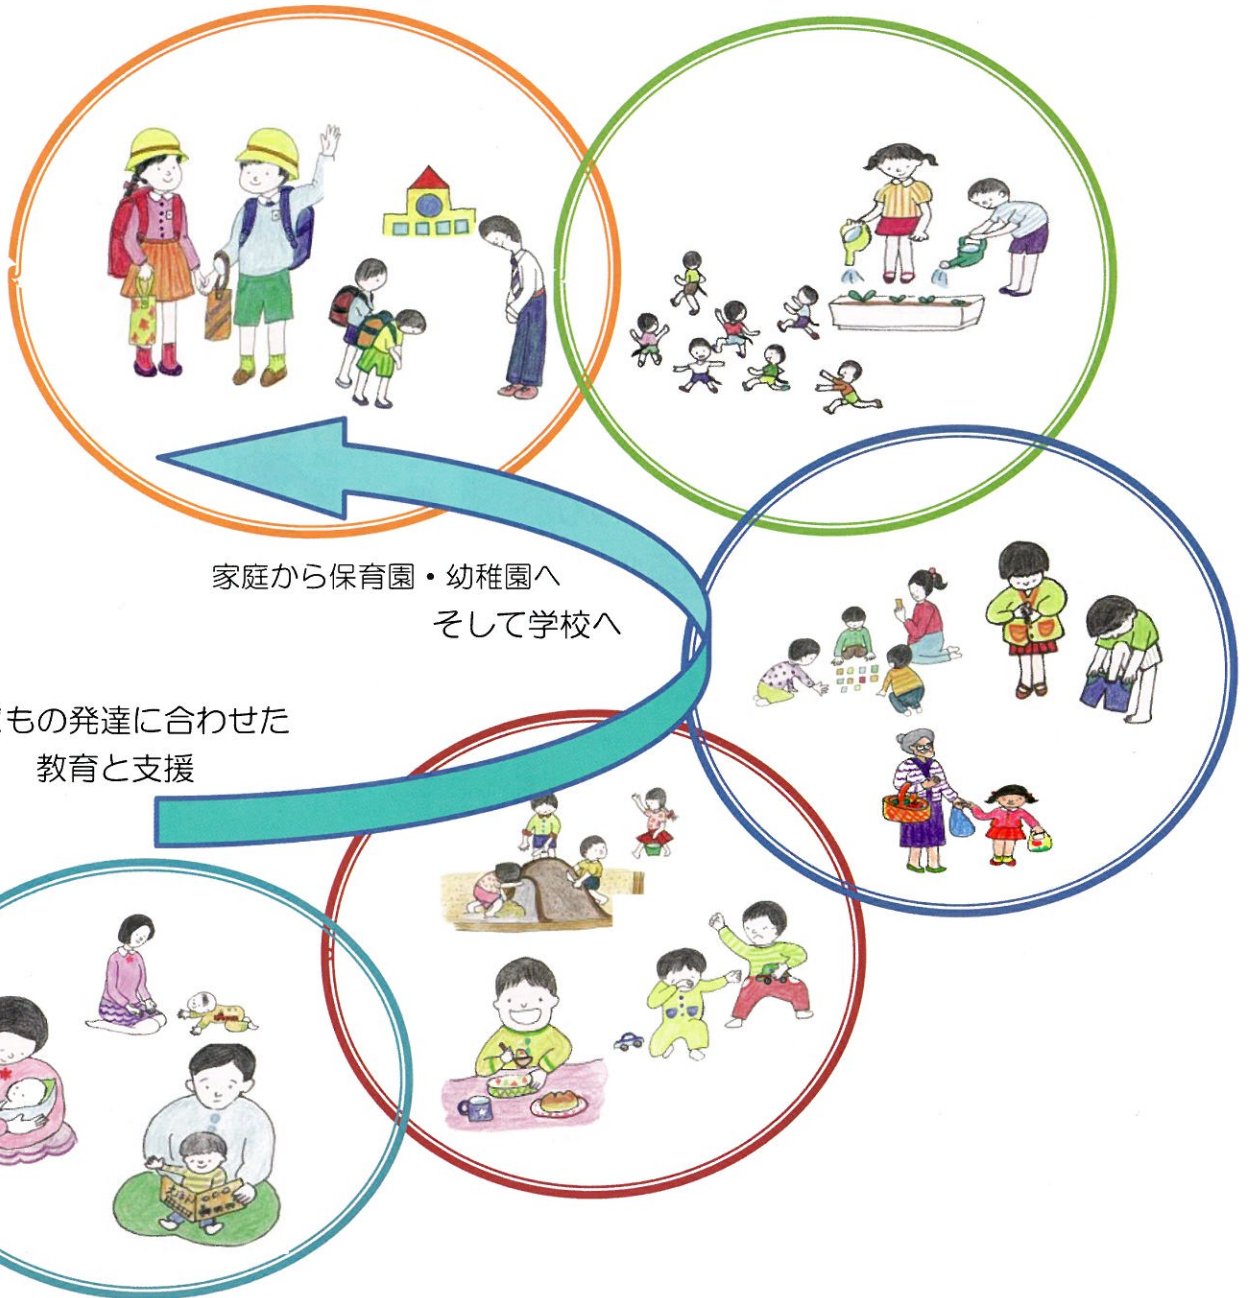 家庭から保育園・幼稚園へ
そして学校へ
もの発達に合わせた
教育と支援